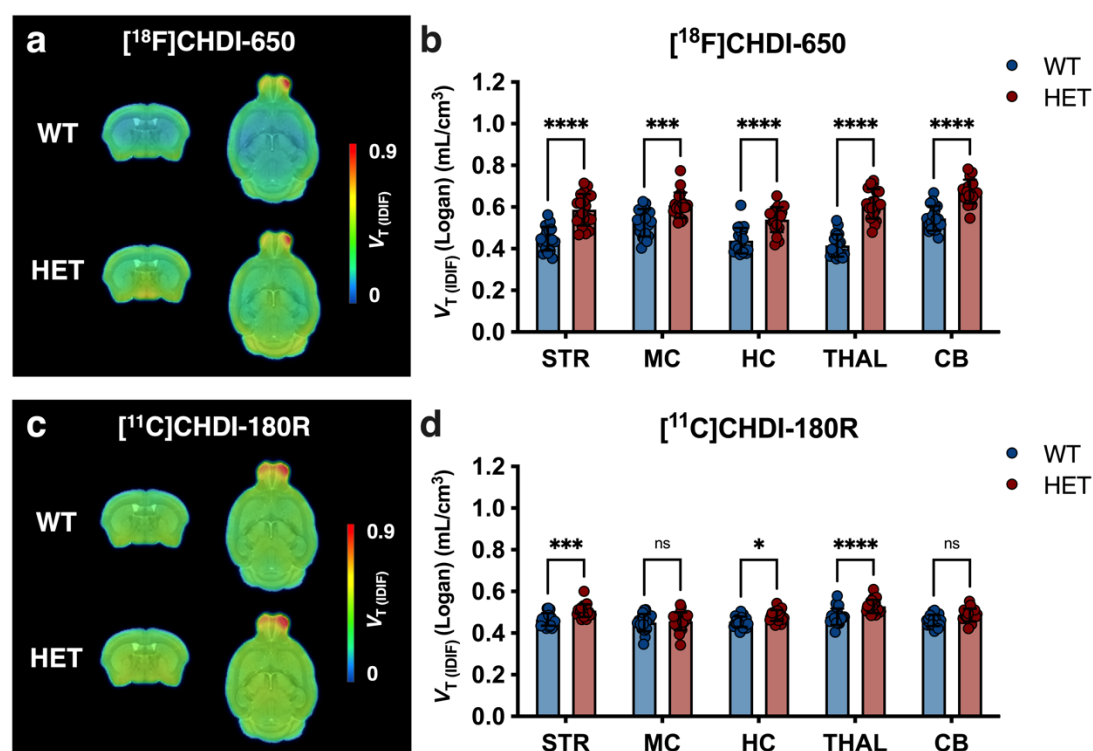 a
[¹⁸F]CHDI-650
WT
HET
0.9
V_T (IDIF)
0
b
[¹⁸F]CHDI-650
WT
HET
V_T (IDIF) (Logan) (mL/cm³)
1.2
1.0
0.8
0.6
0.4
0.2
0.0
**** *** **** **** ****
STR MC HC THAL CB
c
[¹¹C]CHDI-180R
WT
HET
0.9
V_T (IDIF)
0
d
[¹¹C]CHDI-180R
WT
HET
V_T (IDIF) (Logan) (mL/cm³)
1.2
1.0
0.8
0.6
0.4
0.2
0.0
*** ns * **** ns
STR MC HC THAL CB